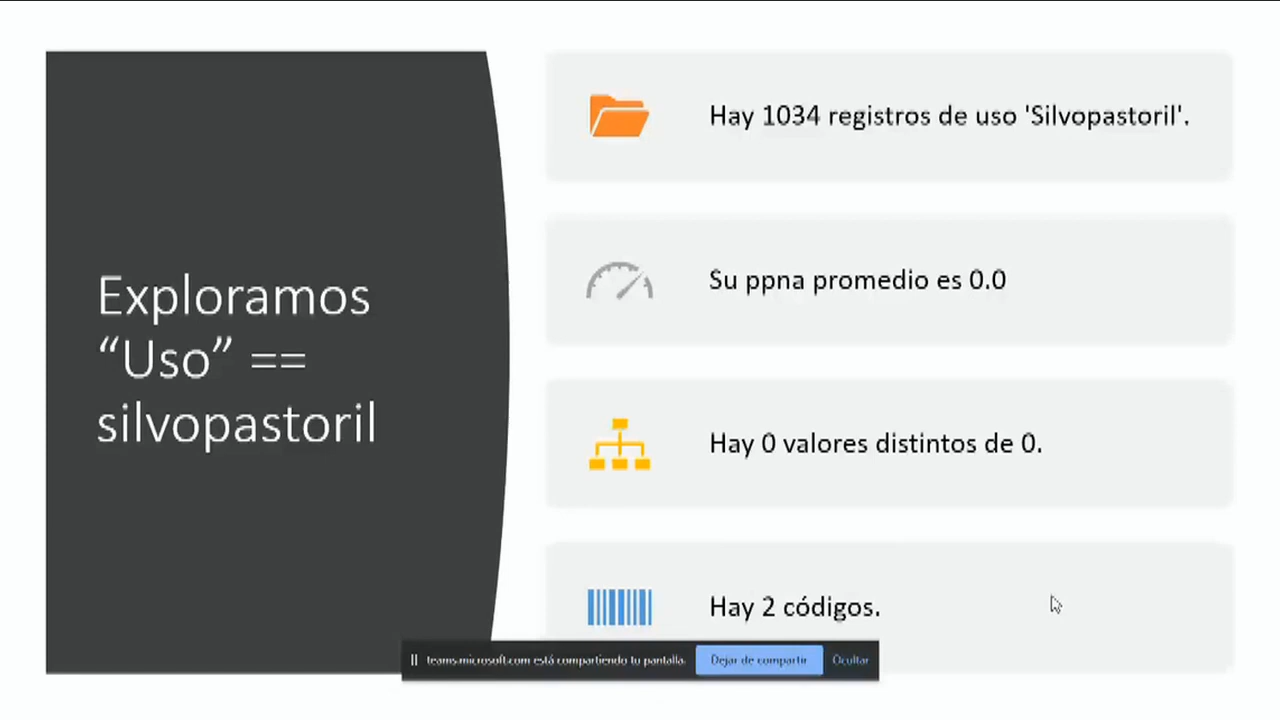 Exploramos
“Uso” ==
silvopastoril
Hay 1034 registros de uso 'Silvopastoril'.
Su ppna promedio es 0.0
Hay 0 valores distintos de 0.
Hay 2 códigos.
teams.microsoft.com está compartiendo tu pantalla.
Dejar de compartir
Ocultar